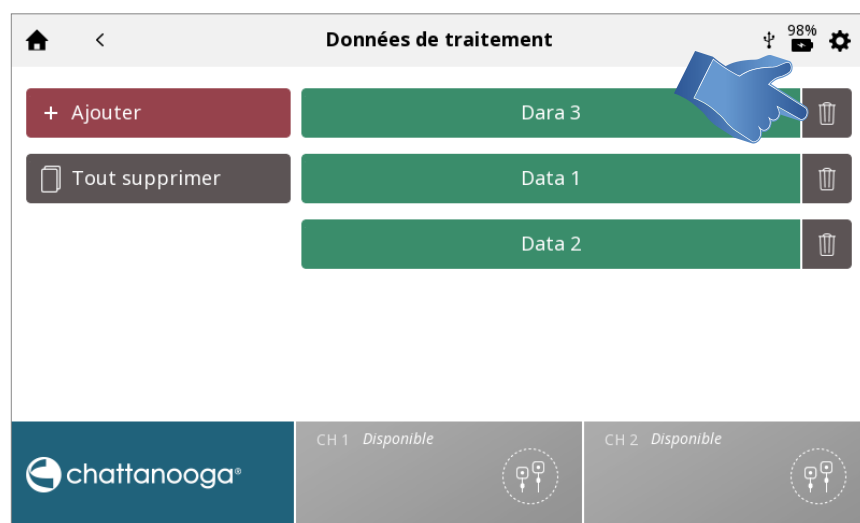 Données de traitement
98%
+ Ajouter
Dara 3
Tout supprimer
Data 1
Data 2
chattanooga®
CH 1 Disponible
CH 2 Disponible